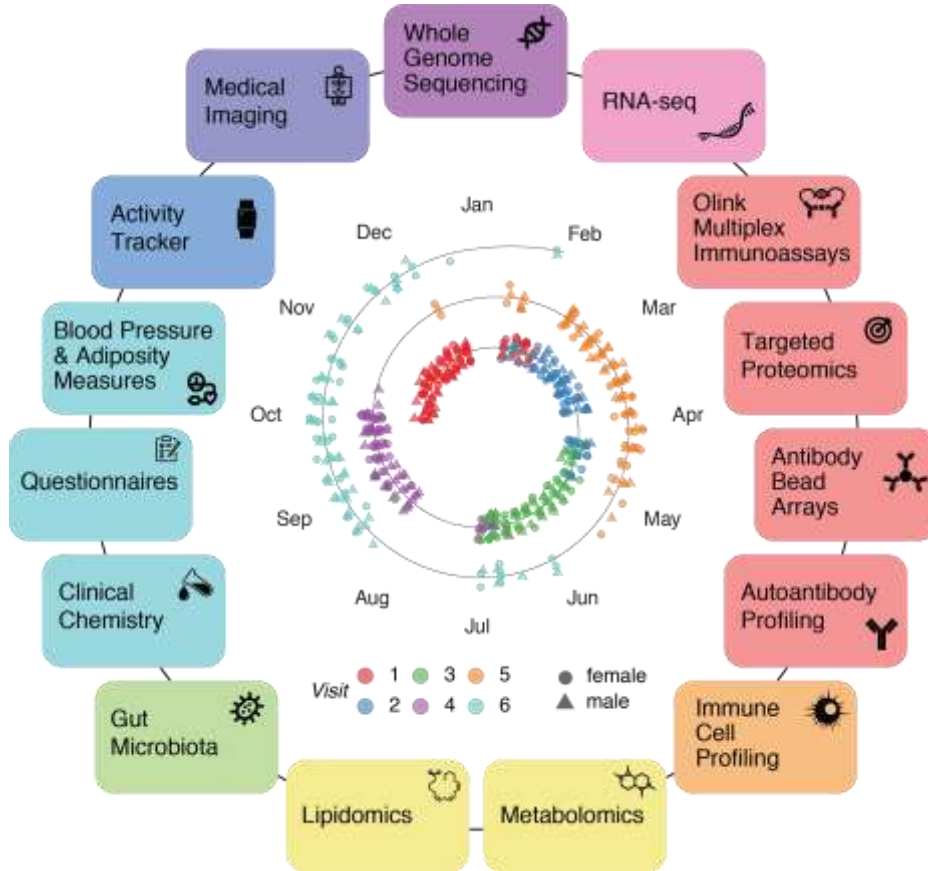 Whole
Genome
Sequencing
RNA-seq
Olink
Multiplex
Immunoassays
Targeted
Proteomics
Antibody
Bead
Arrays
Autoantibody
Profiling
Immune
Cell
Profiling
Metabolomics
Lipidomics
Gut
Microbiota
Clinical
Chemistry
Questionnaires
Blood Pressure
& Adiposity
Measures
Activity
Tracker
Medical
Imaging
Jan
Feb
Mar
Apr
May
Jun
Jul
Aug
Sep
Oct
Nov
Dec
Visit
1 3 5
2 4 6
female
male